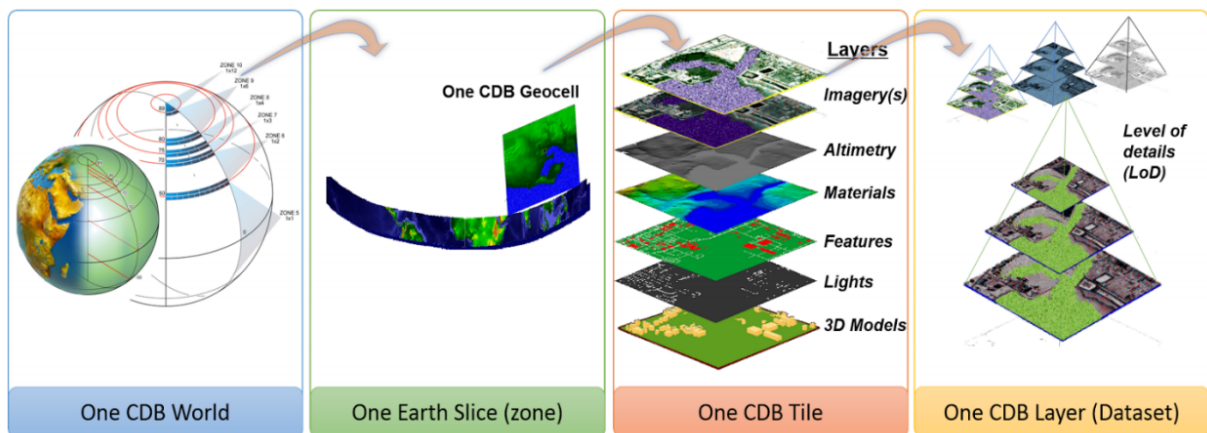 ZONE 10
1x12
ZONE 9
1x6
ZONE 8
1x4
ZONE 7
1x3
ZONE 6
1x2
ZONE 5
1x1
One CDB World
One CDB Geocell
One Earth Slice (zone)
Layers
Imagery(s)
Altimetry
Materials
Features
Lights
3D Models
One CDB Tile
Level of
details
(LoD)
One CDB Layer (Dataset)